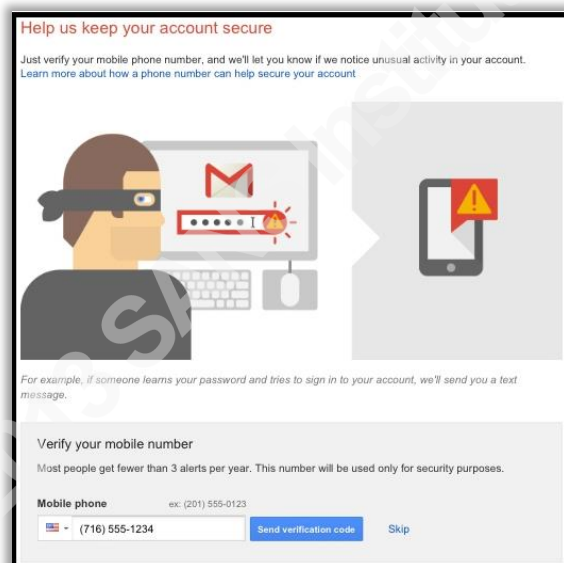 Help us keep your account secure
Just verify your mobile phone number, and we'll let you know if we notice unusual activity in your account.
Learn more about how a phone number can help secure your account
For example, if someone learns your password and tries to sign in to your account, we'll send you a text
message.
Verify your mobile number
Most people get fewer than 3 alerts per year. This number will be used only for security purposes.
Mobile phone ex: (201) 555-0123
(716) 555-1234 Send verification code Skip